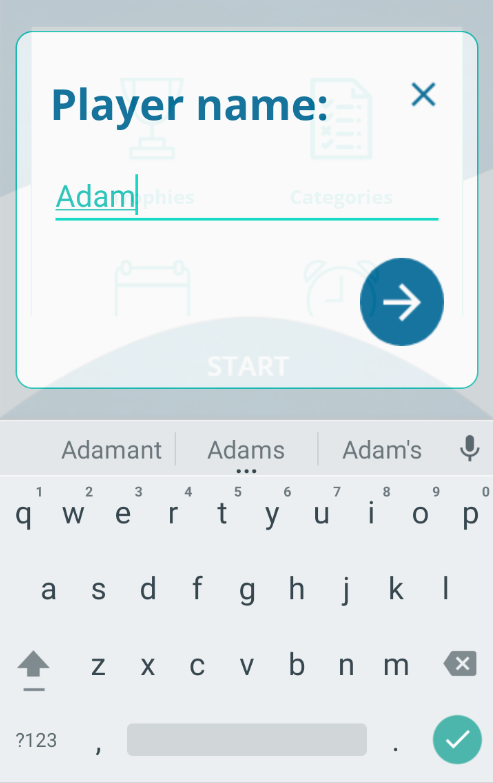 Player name:
Adam
Trophies Categories
START
Adamant Adams Adam's
1 2 3 4 5 6 7 8 9 0
q w e r t y u i o p
a s d f g h j k l
z x c v b n m
?123 , .